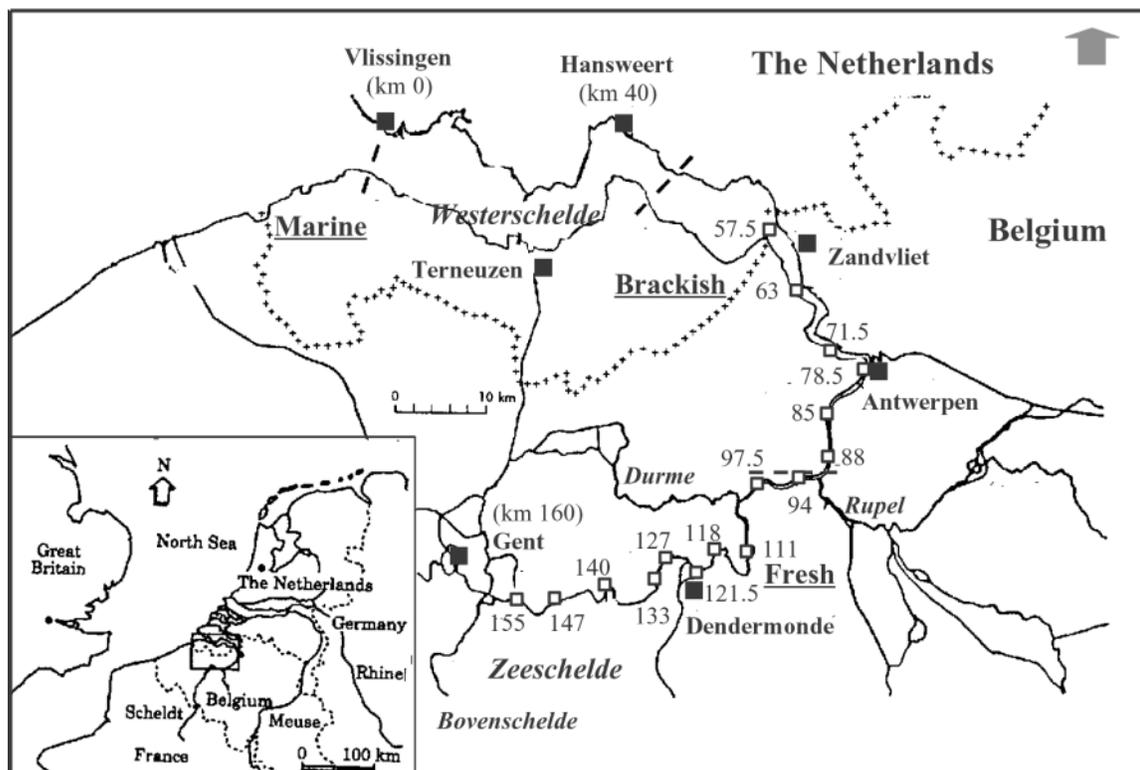 Vlissingen
(km 0)
Hansweert
(km 40)
The Netherlands
Marine
Westerschelde
57.5
Belgium
Zandvliet
Terneuzen
Brackish
63
71.5
78.5
Antwerpen
0
10 km
85
97.5
88
Durme
94
Rupel
(km 160)
Gent
127
118
111
140
Fresh
155
147
133
121.5
Dendermonde
Zeeschelde
Bovenschelde
N
North Sea
Great
Britain
The Netherlands
Germany
Rhine
Belgium
Scheldt
Meuse
France
0
100 km